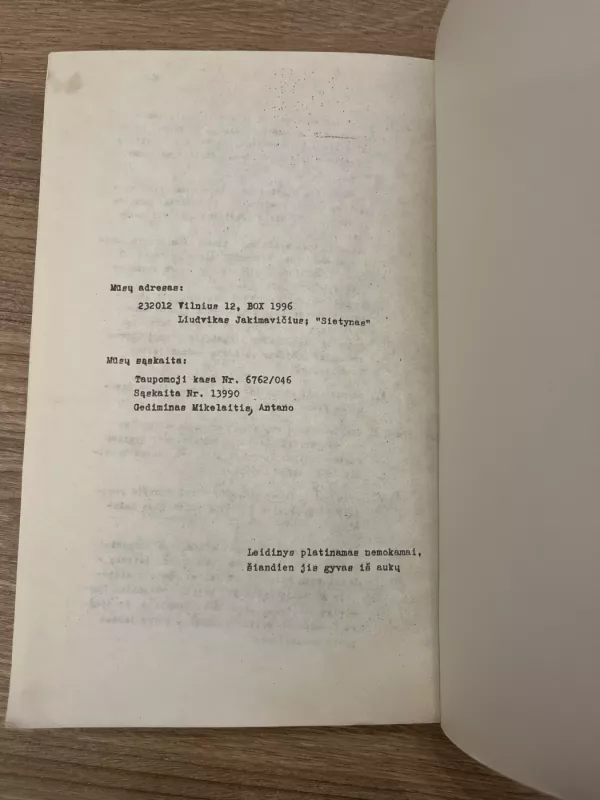 Mūsų adresas:
232012 Vilnius 12, BOX 1996
Liudvikas Jakimavičius; "Sietynas"
Mūsų sąskaita:
Taupomoji kasa Nr. 6762/046
Sąskaita Nr. 13990
Gediminas Mikelaitis, Antano
Leidinys platinamas nemokamai,
šiandien jis gyvas iš aukų